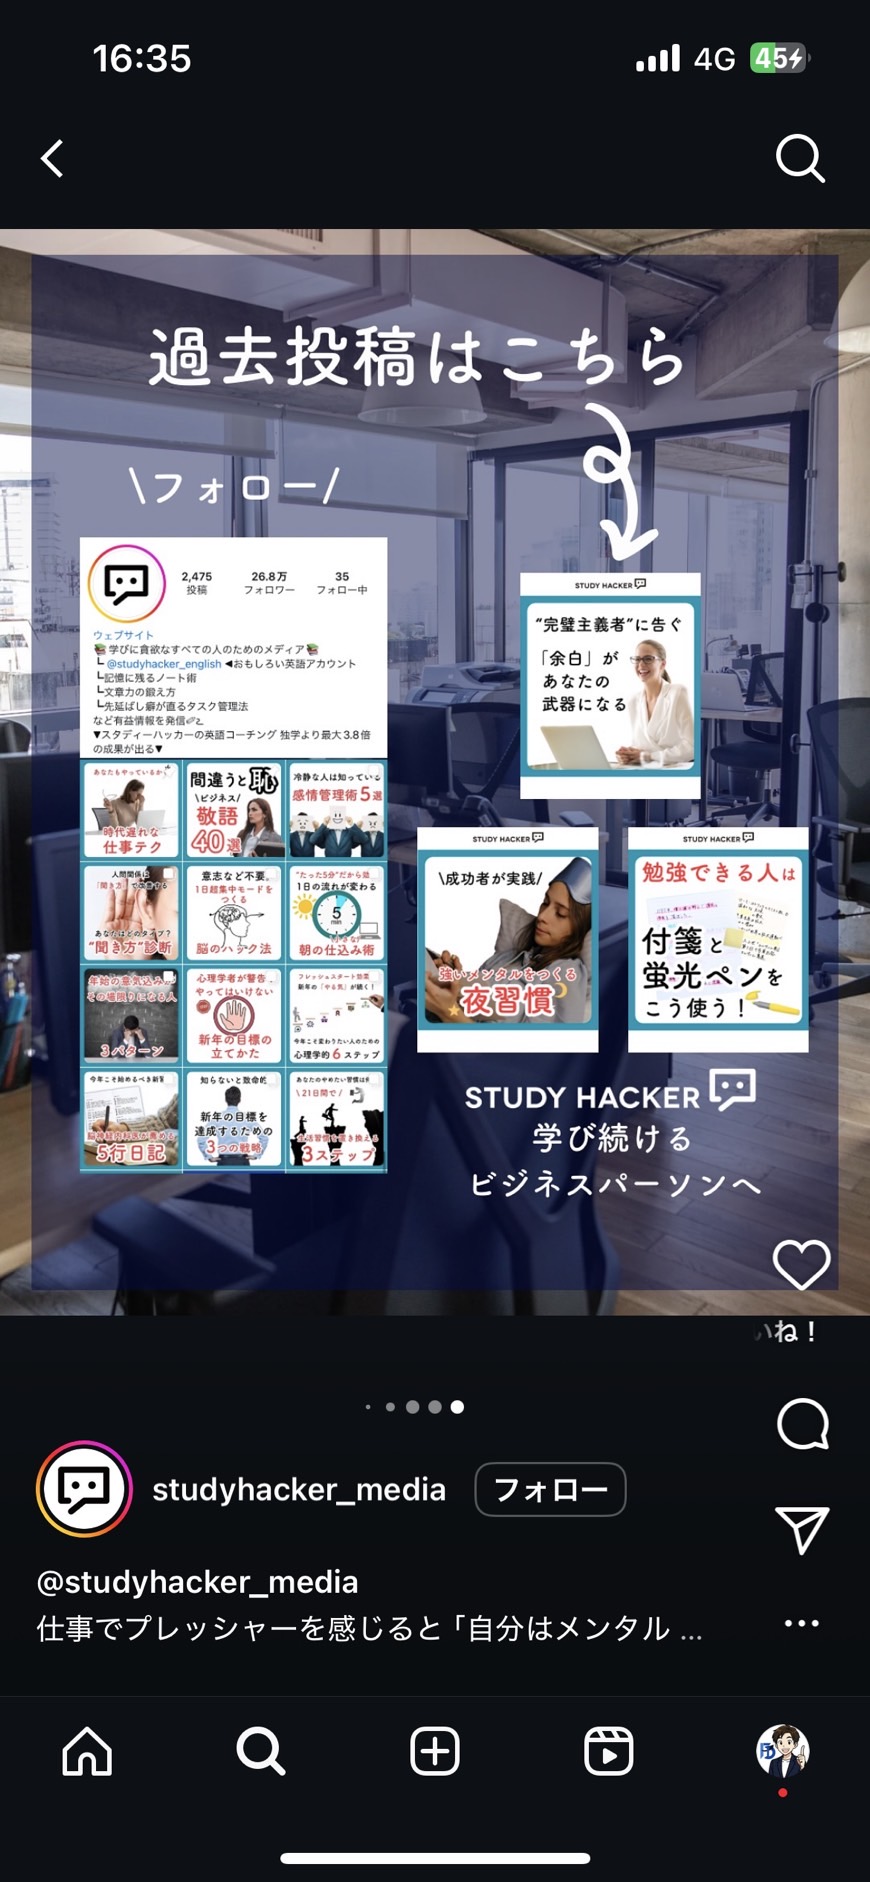 16:35
4G
45
過去投稿はこちら
\フォロー/
2,475
投稿
26.8万
フォロワー
35
フォロー中
ウェブサイト
📚学びに貪欲なすべての人のためのメディア📚
┗ @studyhacker_english ◀おもしろい英語アカウント
┗記憶に残るノート術
┗文章力の鍛え方
┗先延ばし癖が直るタスク管理法
など有益情報を発信
▼スタディーハッカーの英語コーチング 独学より最大3.8倍
の成果が出る▼
あなたもやっているか
時代遅れな
仕事テク
間違うと恥
\ビジネス/
敬語
40選
冷静な人は知っている
感情管理術5選
人間関係は
「聞き方」で改善する
あなたはどのタイプ?
"聞き方"診断
意志など不要。
1日超集中モードを
つくる
脳のハック法
"たった5分"だから効
1日の流れが変わる
5
min
朝の仕込み術
年始の意気込み
その場限りになる人
3パターン
心理学者が警告。
やってはいけない
新年の目標の
立てかた
フレッシュスタート効果
新年の「やる気」が続く!
今年こそ変わりたい人のための
心理学的6ステップ
今年こそ始めるべき新習
脳神経内科医が薦める
5行日記
知らないと致命的
新年の目標を
達成するための
3つの戦略
あなたのやめたい習慣は
\21日間で/
生活習慣を置き換える
3ステップ
STUDY HACKER
"完璧主義者"に告ぐ
「余白」が
あなたの
武器になる
STUDY HACKER
\成功者が実践/
強いメンタルをつくる
夜習慣
STUDY HACKER
勉強できる人は
付箋と
蛍光ペンを
こう使う!
STUDY HACKER
学び続ける
ビジネスパーソンへ
いね!
studyhacker_media
フォロー
@studyhacker_media
仕事でプレッシャーを感じると「自分はメンタル ...